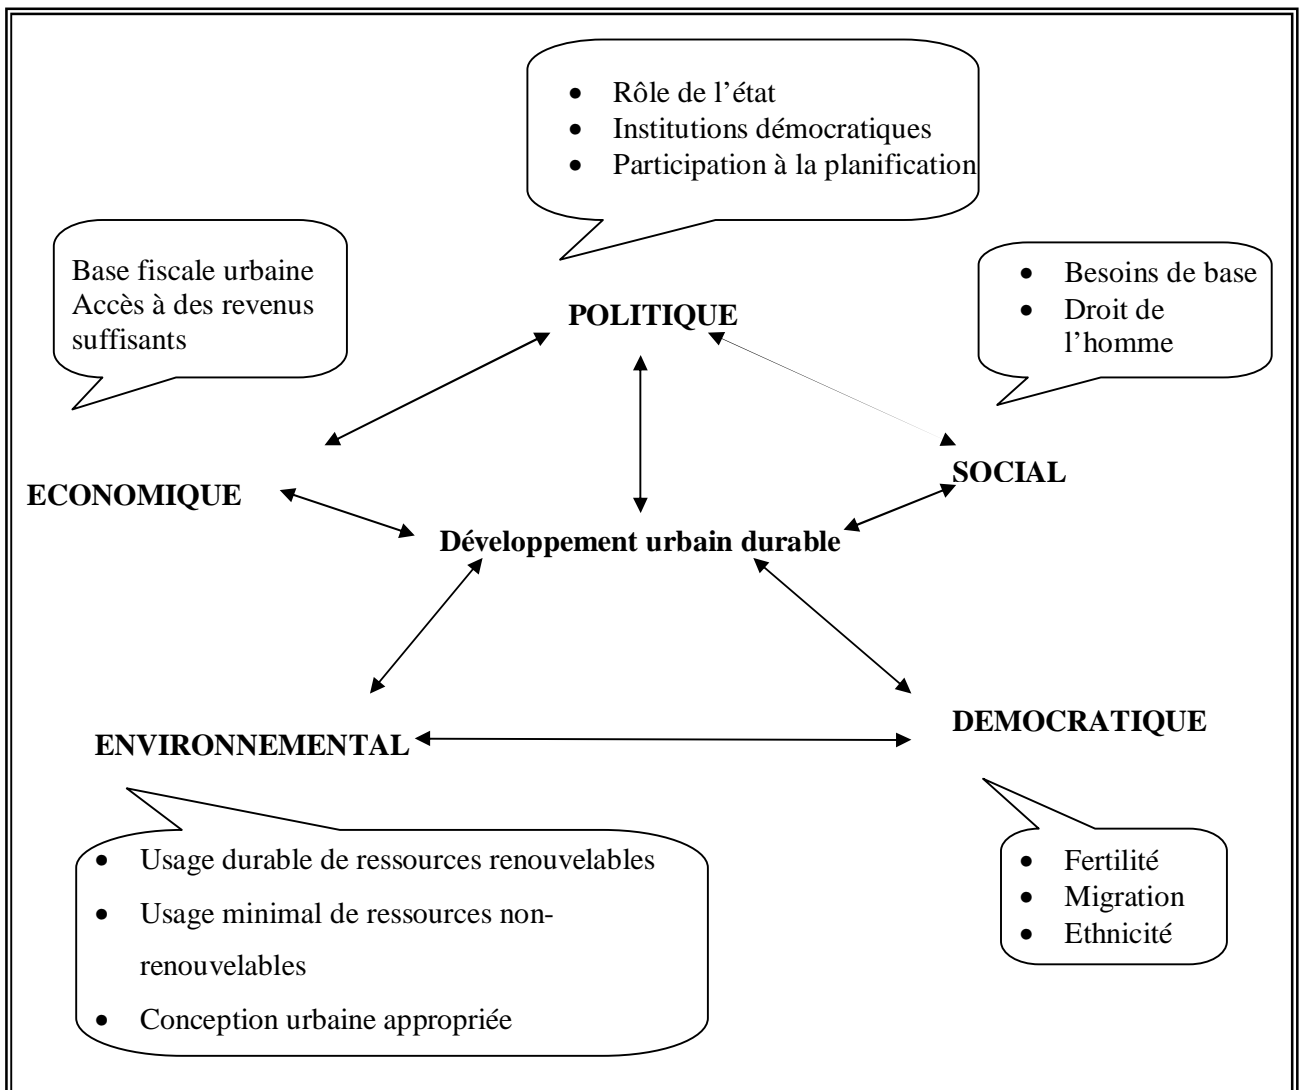 • Rôle de l’état
• Institutions démocratiques
• Participation à la planification
Base fiscale urbaine
Accès à des revenus
suffisants
• Besoins de base
• Droit de
l’homme
POLITIQUE
SOCIAL
ECONOMIQUE
Développement urbain durable
DEMOCRATIQUE
ENVIRONNEMENTAL
• Usage durable de ressources renouvelables
• Usage minimal de ressources non-
renouvelables
• Conception urbaine appropriée
• Fertilité
• Migration
• Ethnicité